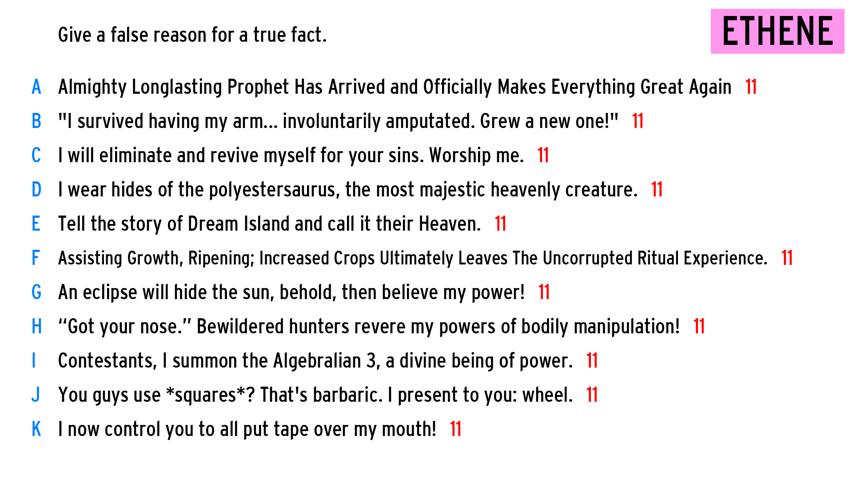 Give a false reason for a true fact.
ETHENE
A Almighty Longlasting Prophet Has Arrived and Officially Makes Everything Great Again 11
B "I survived having my arm... involuntarily amputated. Grew a new one!" 11
C I will eliminate and revive myself for your sins. Worship me. 11
D I wear hides of the polyestersaurus, the most majestic heavenly creature. 11
E Tell the story of Dream Island and call it their Heaven. 11
F Assisting Growth, Ripening; Increased Crops Ultimately Leaves The Uncorrupted Ritual Experience. 11
G An eclipse will hide the sun, behold, then believe my power! 11
H “Got your nose.” Bewildered hunters revere my powers of bodily manipulation! 11
I Contestants, I summon the Algebralian 3, a divine being of power. 11
J You guys use *squares*? That's barbaric. I present to you: wheel. 11
K I now control you to all put tape over my mouth! 11